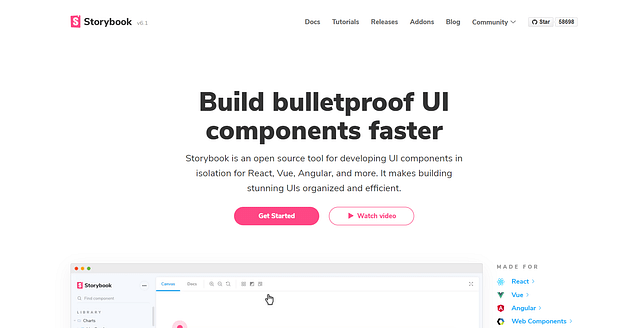 Storybook v6.1
Docs Tutorials Releases Addons Blog Community Star 58698
Build bulletproof UI
components faster
Storybook is an open source tool for developing UI components in
isolation for React, Vue, Angular, and more. It makes building
stunning UIs organized and efficient.
Get Started Watch video
MADE FOR
Storybook
Canvas Docs
React
Find component
Vue
LIBRARY
Angular
Charts
Web Components